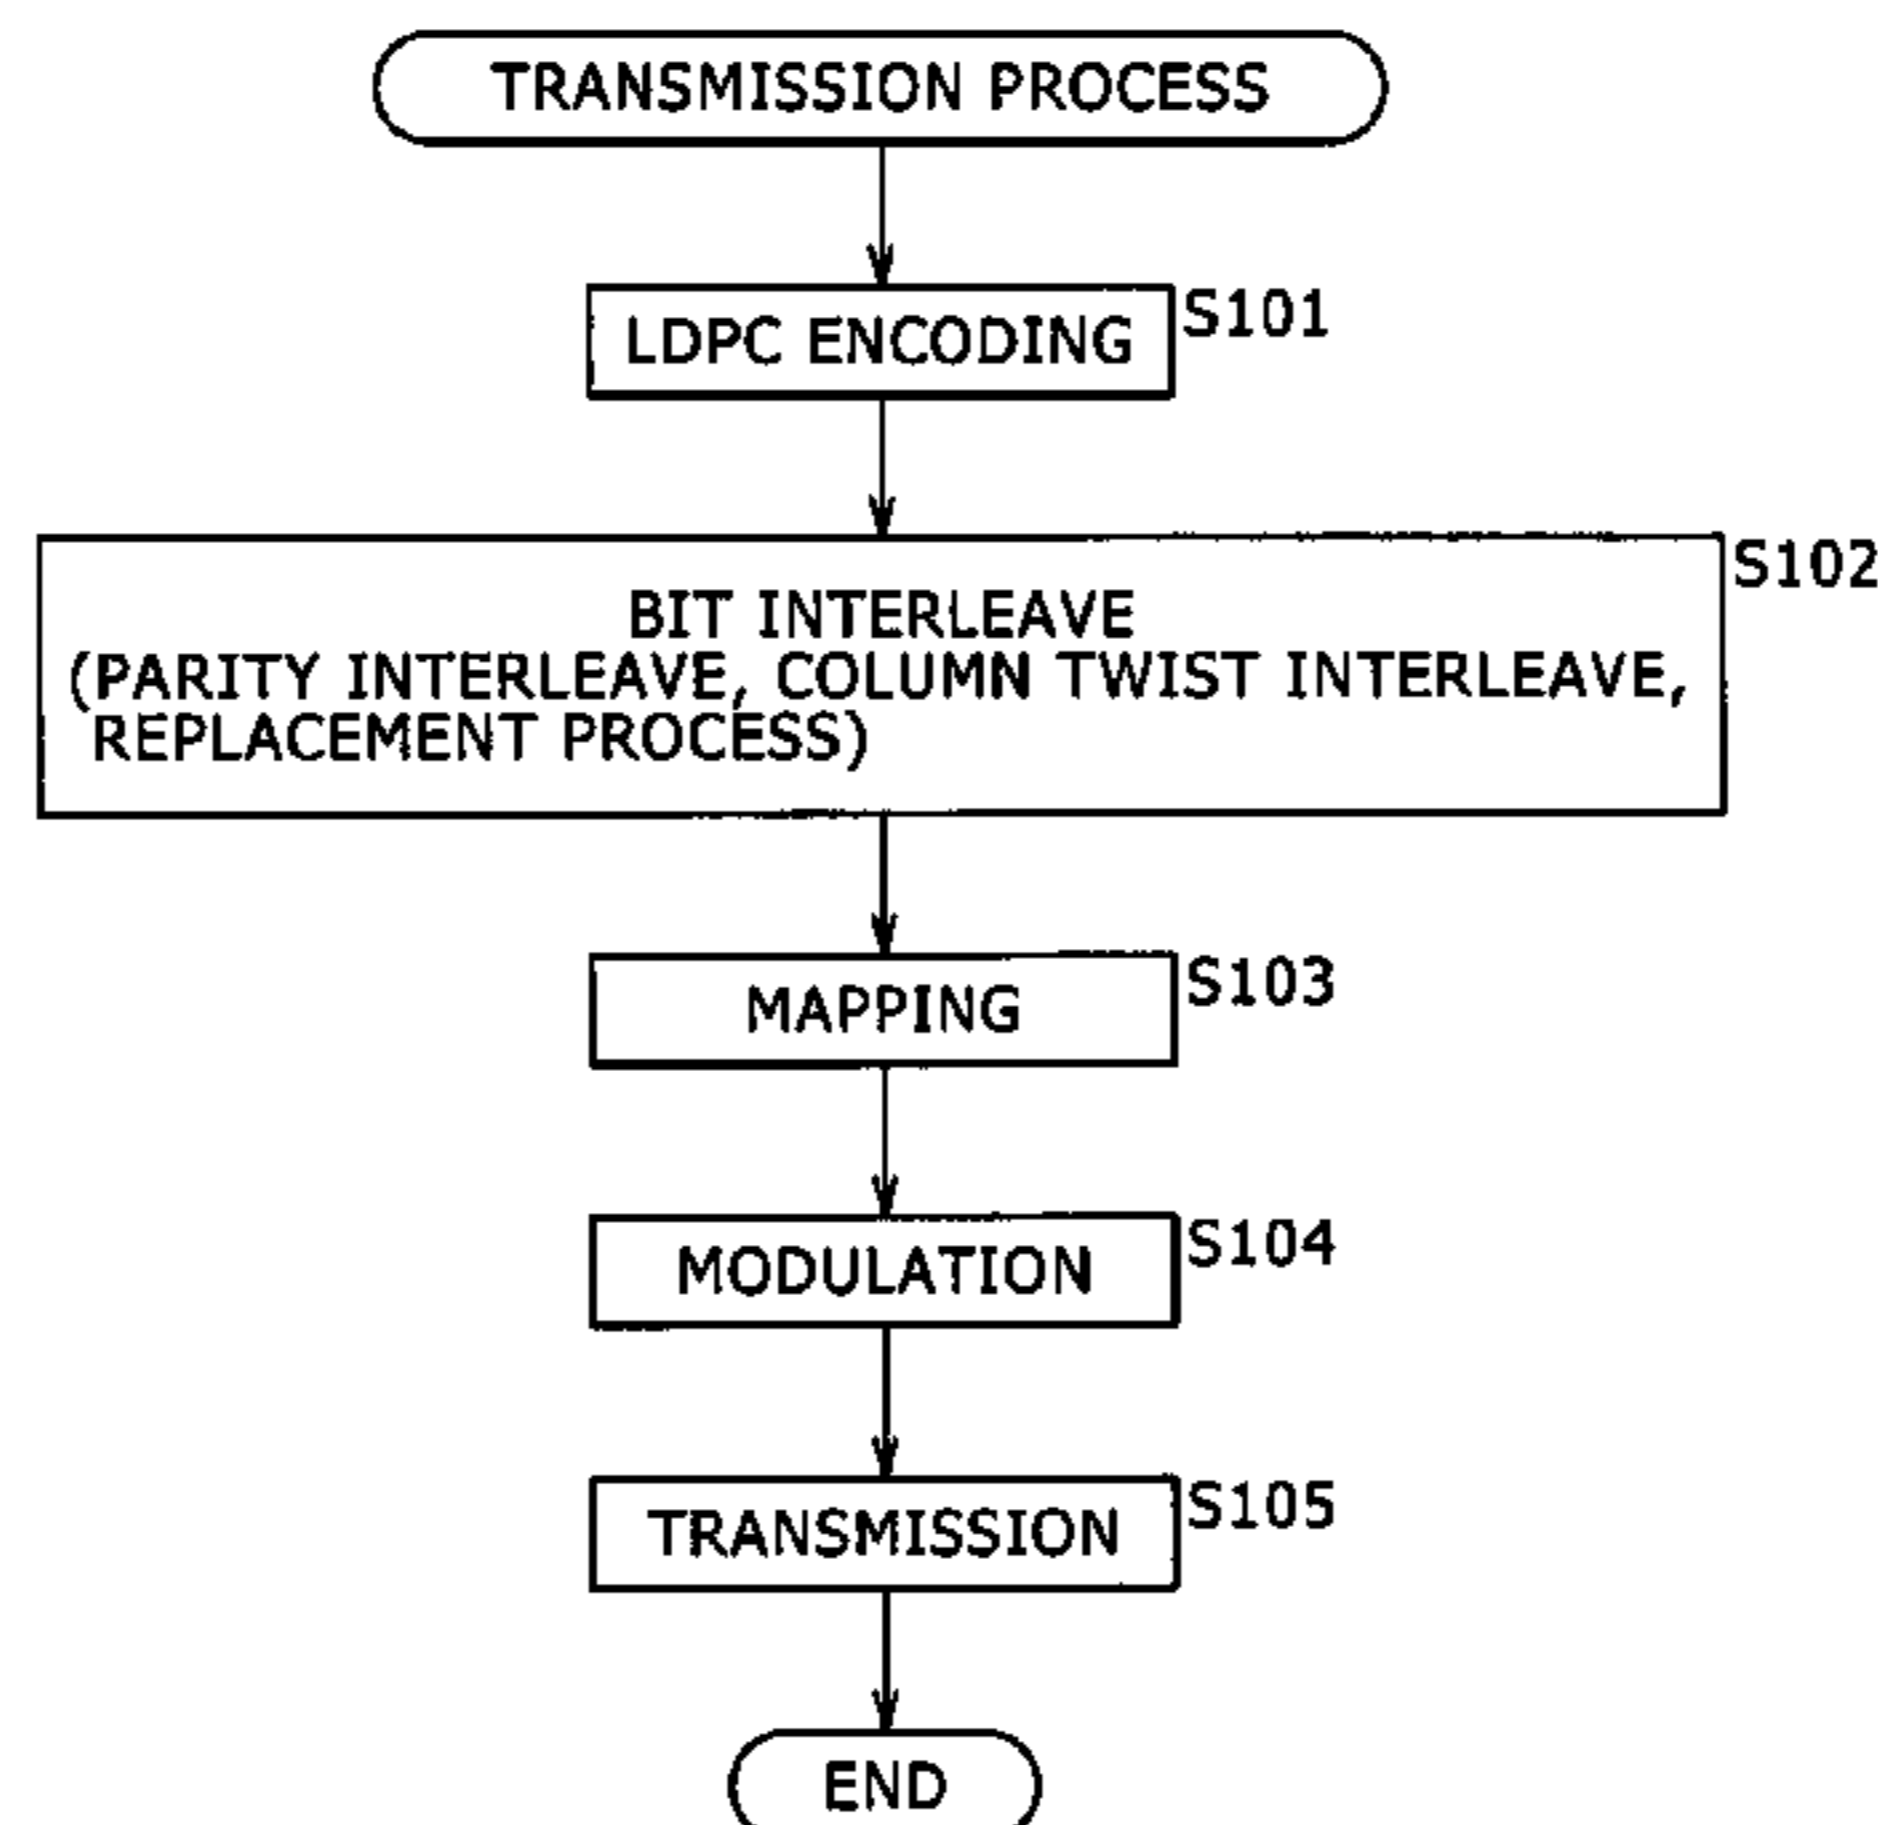 TRANSMISSION PROCESS
LDPC ENCODING
S101
BIT INTERLEAVE
(PARITY INTERLEAVE, COLUMN TWIST INTERLEAVE,
REPLACEMENT PROCESS)
S102
MAPPING
S103
MODULATION
S104
TRANSMISSION
S105
END